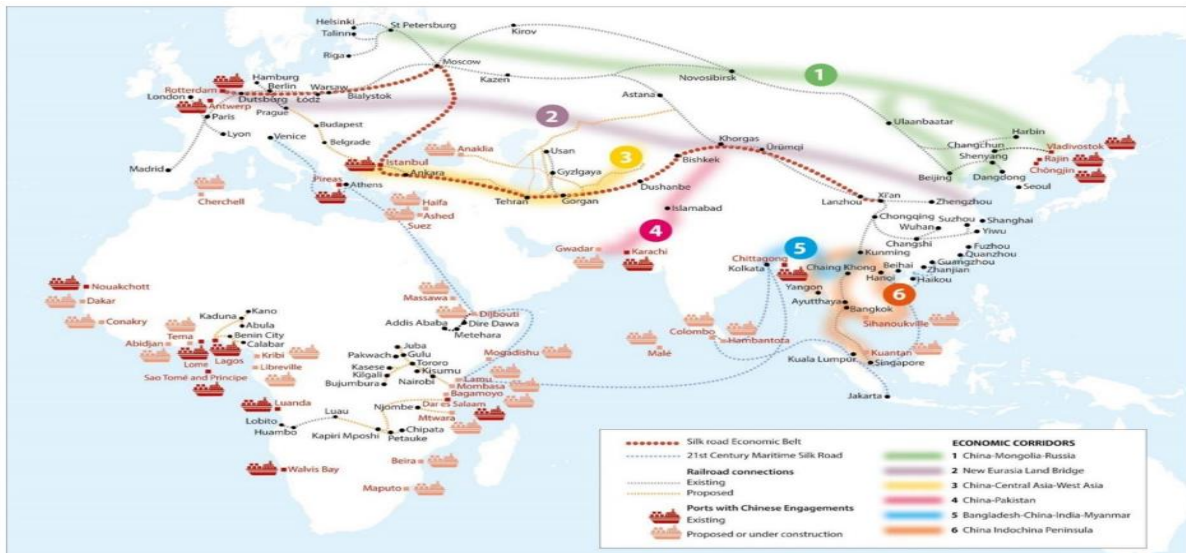 Helsinki
St Petersburg
Talinn
Kirov
Riga
Moscow
1
Kazen
Novosibirsk
Hamburg
Berlin
Rotterdam
London
Dutsburg
Warsaw
Łódz
Bialystok
Antwerp
Prague
Paris
Astana
2
Ulaanbaatar
Harbin
Lyon
Venice
Budapest
Belgrade
Anaklia
Usan
Khorgas
Ürümqi
Changchun
Vladivostok
Shenyang
Rajin
Chōngjin
Madrid
Istanbul
Ankara
3
Gyzlgaya
Bishkek
Beijing
Dangdong
Seoul
Pireas
Athens
Dushanbe
Cherchell
Haifa
Ashed
Suez
Tehran
Gorgan
Lanzhou
Xi'an
Zhengzhou
Islamabad
Chongqing
Suzhou
Shanghai
Wuhan
Yiwu
Changshi
4
Gwadar
Karachi
5
Chittagong
Kolkata
Kunming
Fuzhou
Quanzhou
Guangzhou
Zhanjian
Beihai
Haikou
Chaing Khong
Hanqi
Yangon
Ayutthaya
Bangkok
6
Sihanoukville
Nouakchott
Dakar
Conakry
Massawa
Djibouti
Addis Ababa
Dire Dawa
Metehara
Kano
Kaduna
Abula
Benin City
Calabar
Tema
Abidjan
Lome
Lagos
Kribi
Libreville
Sao Tomé and Principe
Juba
Pakwach
Gulu
Tororo
Kasese
Kisumu
Kilgali
Nairobi
Bujumbura
Mogadishu
Lamu
Mombasa
Bagamoyo
Dar es Salaam
Mtwara
Njombe
Colombo
Hambantota
Malé
Kuala Lumpur
Kuantan
Singapore
Jakarta
Luanda
Lobito
Huambo
Luau
Kapiri Mposhi
Chipata
Petauke
Walvis Bay
Beira
Maputo
Silk road Economic Belt
21st Century Maritime Silk Road
Railroad connections
Existing
Proposed
Ports with Chinese Engagements
Existing
Proposed or under construction
ECONOMIC CORRIDORS
1 China-Mongolia-Russia
2 New Eurasia Land Bridge
3 China-Central Asia-West Asia
4 China-Pakistan
5 Bangladesh-China-India-Myanmar
6 China Indochina Peninsula